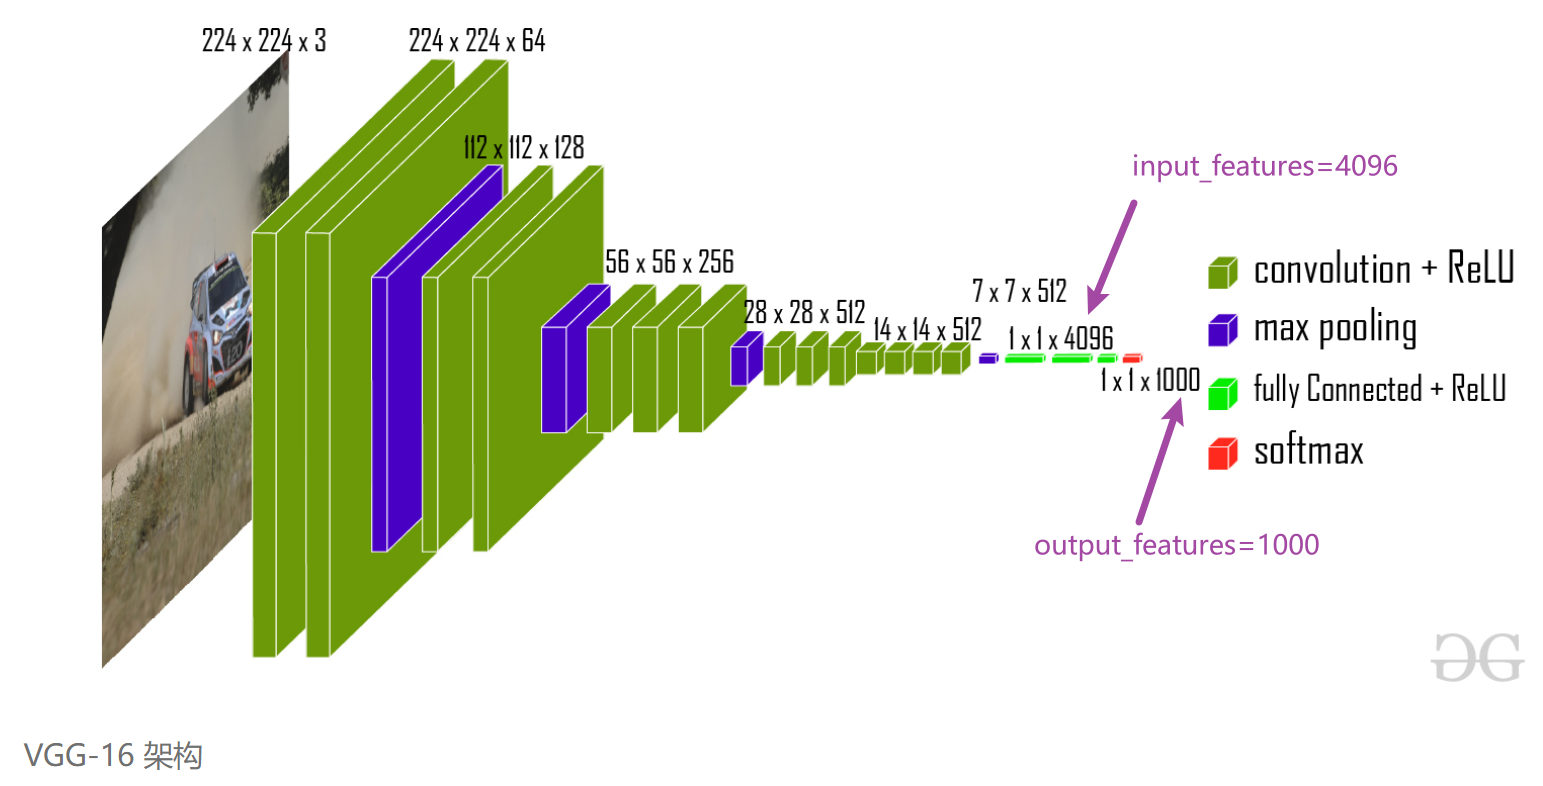 224 x 224 x 3
224 x 224 x 64
112 x 112 x 128
56 x 56 x 256
28 x 28 x 512
14 x 14 x 512
7 x 7 x 512
1 x 1 x 4096
1 x 1 x 1000
input_features=4096
output_features=1000
convolution + ReLU
max pooling
fully Connected + ReLU
softmax
VGG-16 架构